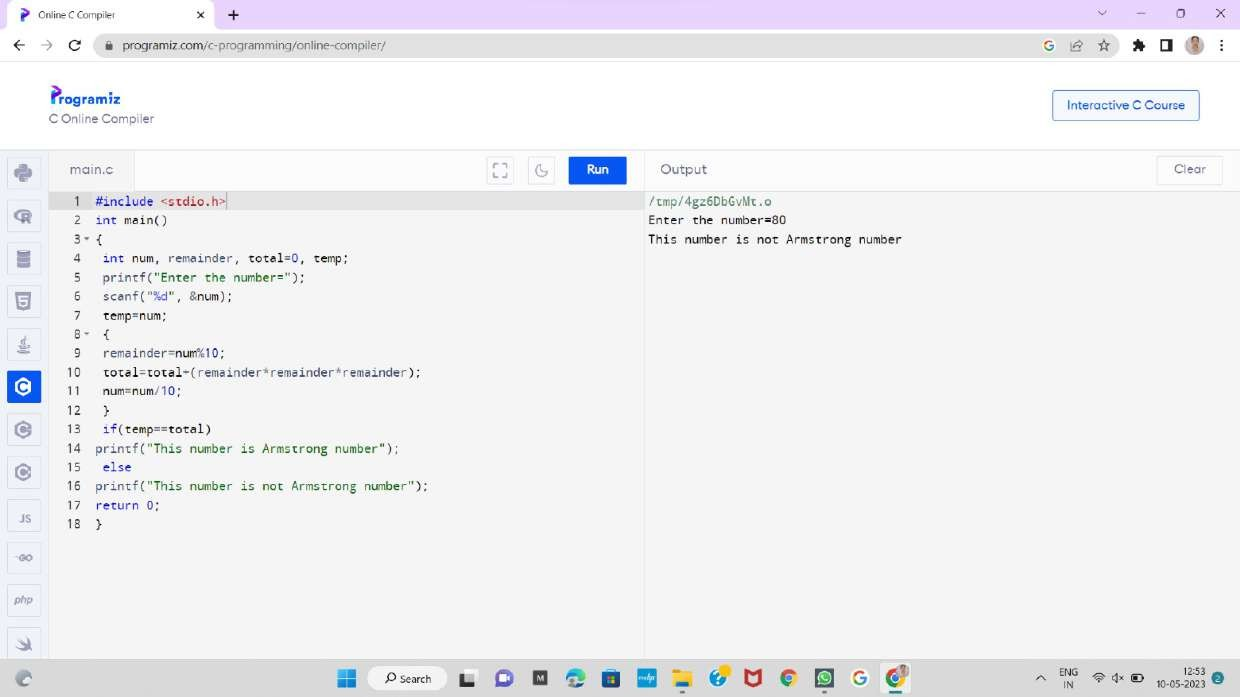 Online C Compiler
programiz.com/c-programming/online-compiler/
Programiz
C Online Compiler
Interactive C Course
main.c
Run
Output
Clear
1 #include <stdio.h>
2 int main()
3 {
4 int num, remainder, total=0, temp;
5 printf("Enter the number=");
6 scanf("%d", &num);
7 temp=num;
8 {
9 remainder=num%10;
10 total=total+(remainder*remainder*remainder);
11 num=num/10;
12 }
13 if(temp==total)
14 printf("This number is Armstrong number");
15 else
16 printf("This number is not Armstrong number");
17 return 0;
18 }
/tmp/4gz6DbGvMt.o
Enter the number=80
This number is not Armstrong number
JS
GO
php
Search
M
ENG
IN
12:53
10-05-2023
2